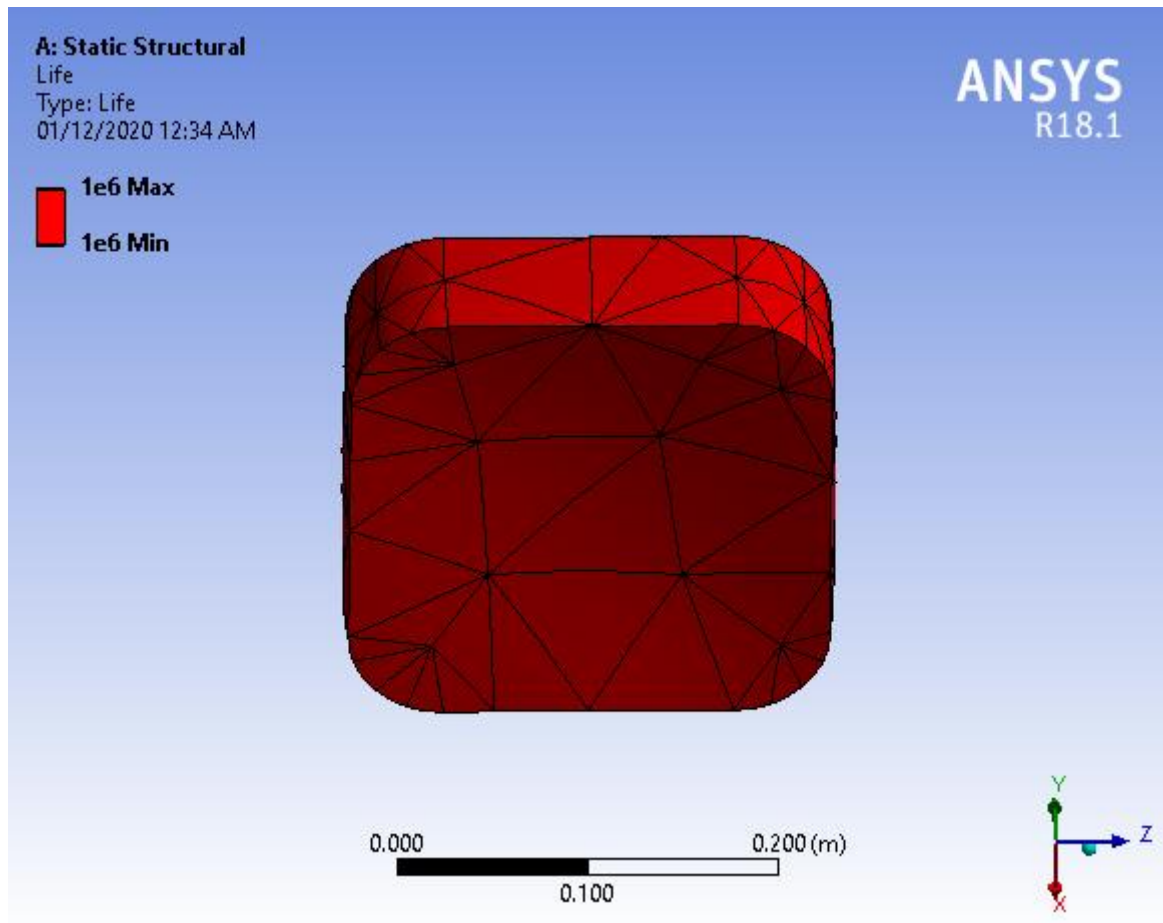 A: Static Structural
Life
Type: Life
01/12/2020 12:34 AM
ANSYS
R18.1
1e6 Max
1e6 Min
0.000
0.200 (m)
0.100
Y
Z
X